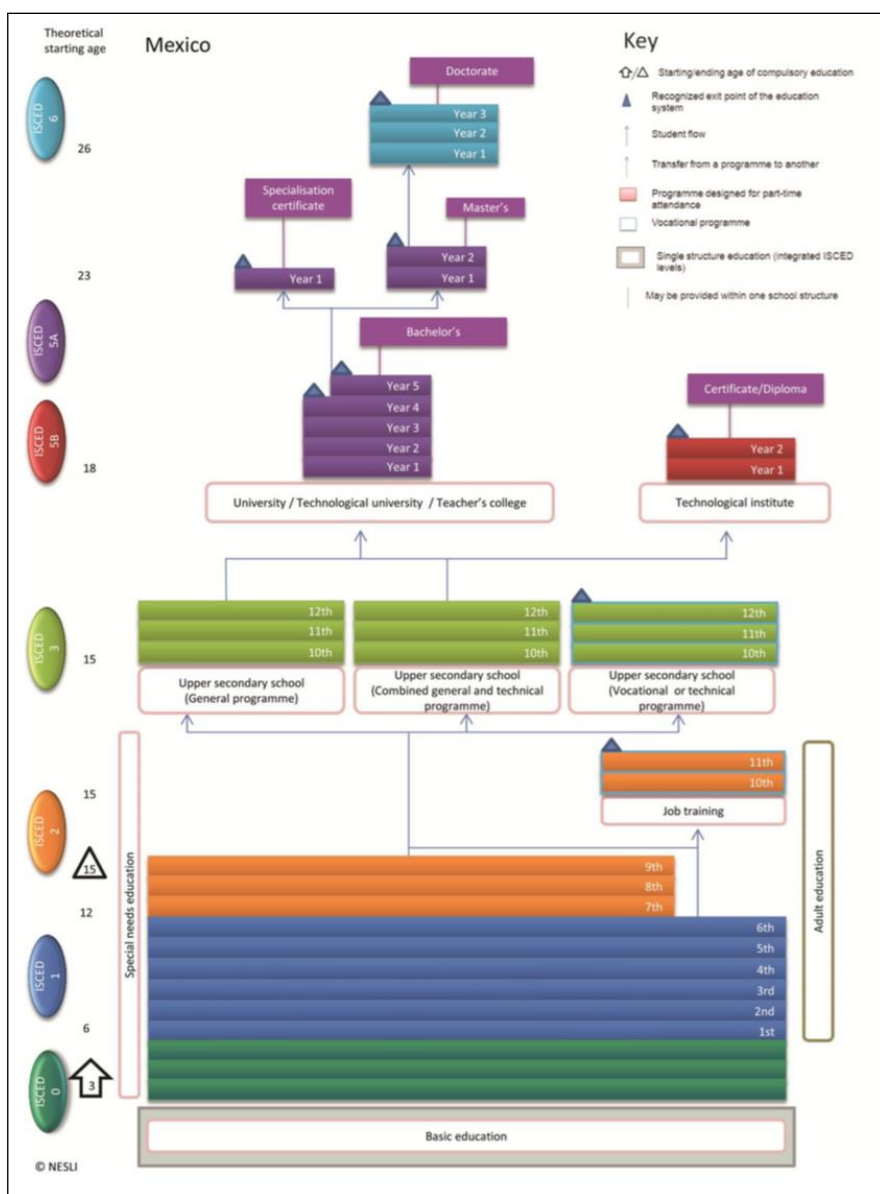 Theoretical
starting age
Mexico
Key
Starting/ending age of compulsory education
Recognized exit point of the education
system
Student flow
Transfer from a programme to another
Programme designed for part-time
attendance
Vocational programme
Single structure education (integrated ISCED
levels)
May be provided within one school structure
ISCED
6
26
Doctorate
Year 3
Year 2
Year 1
Specialisation
certificate
Year 1
Master's
Year 2
Year 1
23
ISCED
5A
Bachelor's
Year 5
Year 4
Year 3
Year 2
Year 1
ISCED
5B
18
Certificate/Diploma
Year 2
Year 1
University / Technological university / Teacher's college
Technological institute
ISCED
3
15
12th
11th
10th
12th
11th
10th
12th
11th
10th
Upper secondary school
(General programme)
Upper secondary school
(Combined general and technical
programme)
Upper secondary school
(Vocational or technical
programme)
15
11th
10th
Job training
ISCED
2
15
12
Special needs education
Adult education
9th
8th
7th
6th
5th
4th
3rd
2nd
1st
ISCED
1
6
ISCED
0
3
Basic education
© NESLI